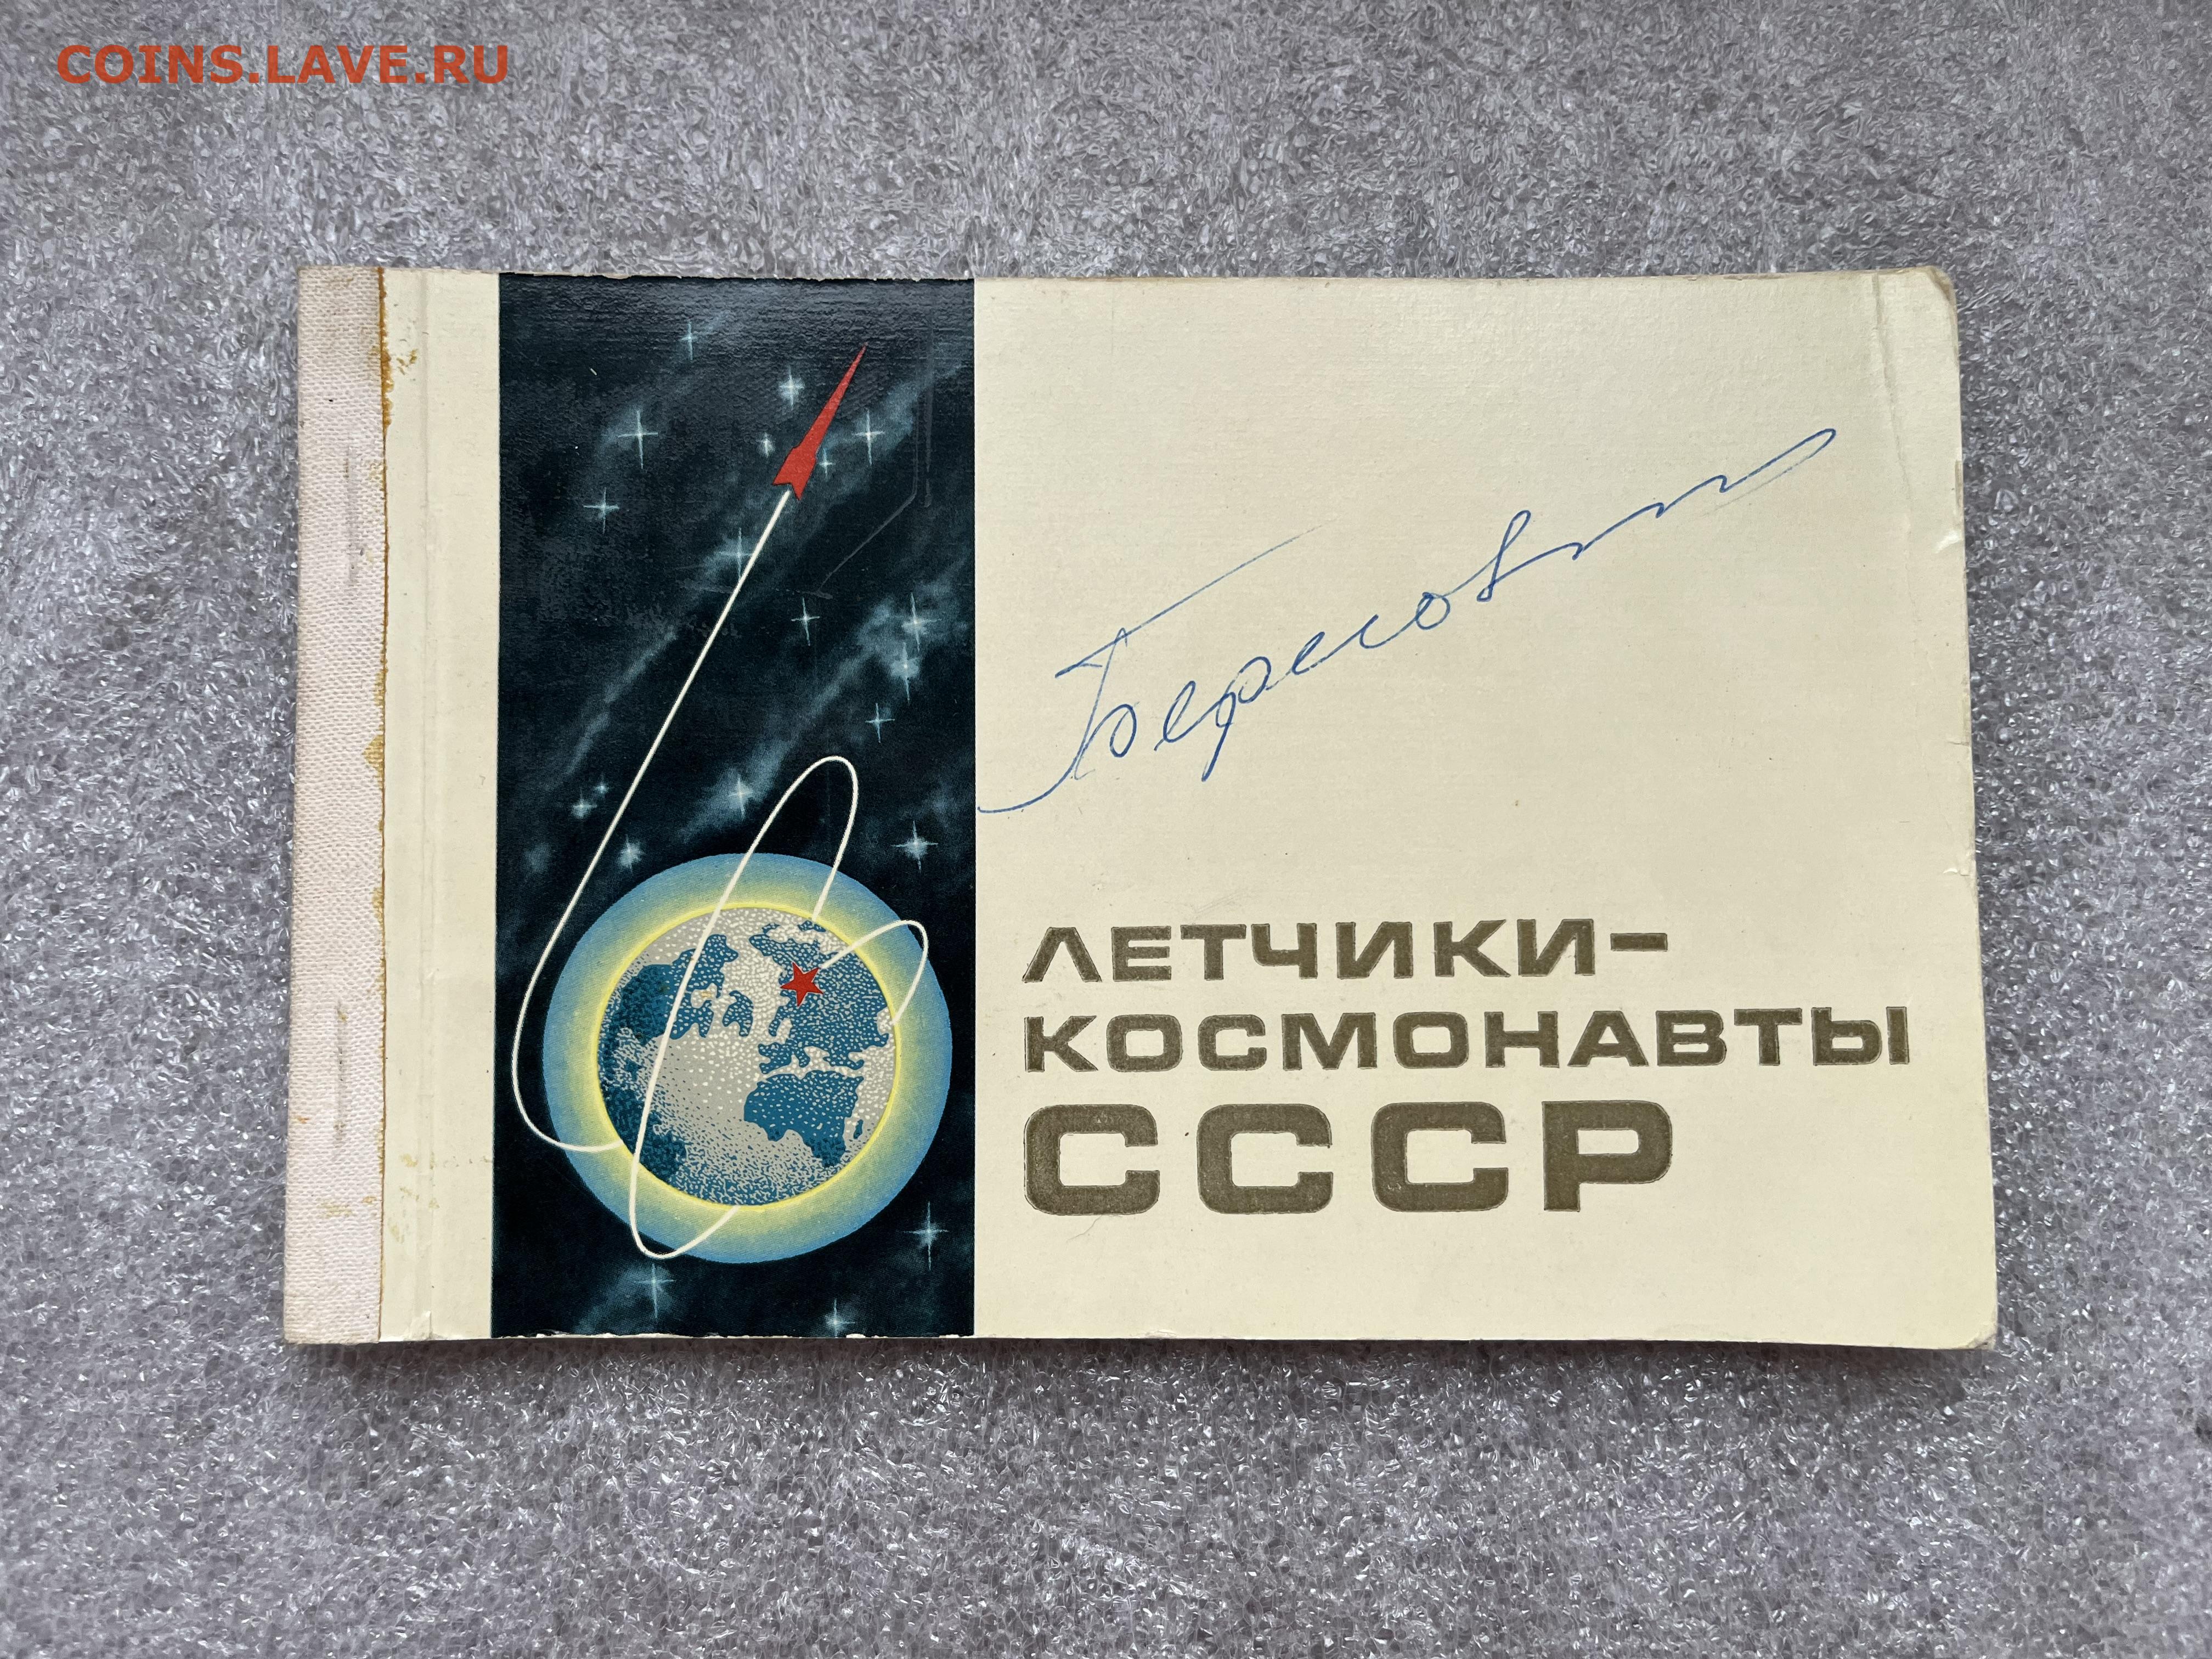 COINS.LAVE.RU
ЛЕТЧИКИ-
КОСМОНАВТЫ
СССР